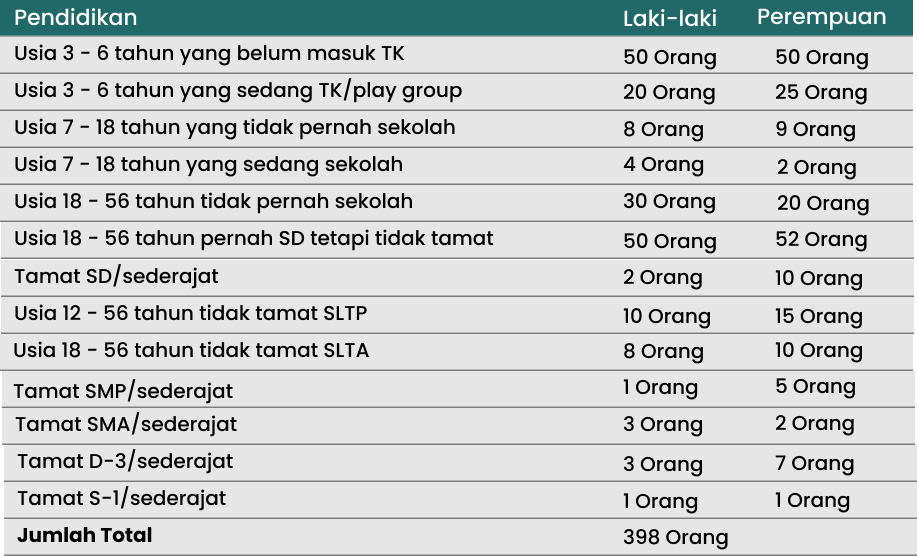 Pendidikan Laki-laki Perempuan
Usia 3 - 6 tahun yang belum masuk TK 50 Orang 50 Orang
Usia 3 - 6 tahun yang sedang TK/play group 20 Orang 25 Orang
Usia 7 - 18 tahun yang tidak pernah sekolah 8 Orang 9 Orang
Usia 7 - 18 tahun yang sedang sekolah 4 Orang 2 Orang
Usia 18 - 56 tahun tidak pernah sekolah 30 Orang 20 Orang
Usia 18 - 56 tahun pernah SD tetapi tidak tamat 50 Orang 52 Orang
Tamat SD/sederajat 2 Orang 10 Orang
Usia 12 - 56 tahun tidak tamat SLTP 10 Orang 15 Orang
Usia 18 - 56 tahun tidak tamat SLTA 8 Orang 10 Orang
Tamat SMP/sederajat 1 Orang 5 Orang
Tamat SMA/sederajat 3 Orang 2 Orang
Tamat D-3/sederajat 3 Orang 7 Orang
Tamat S-1/sederajat 1 Orang 1 Orang
Jumlah Total 398 Orang